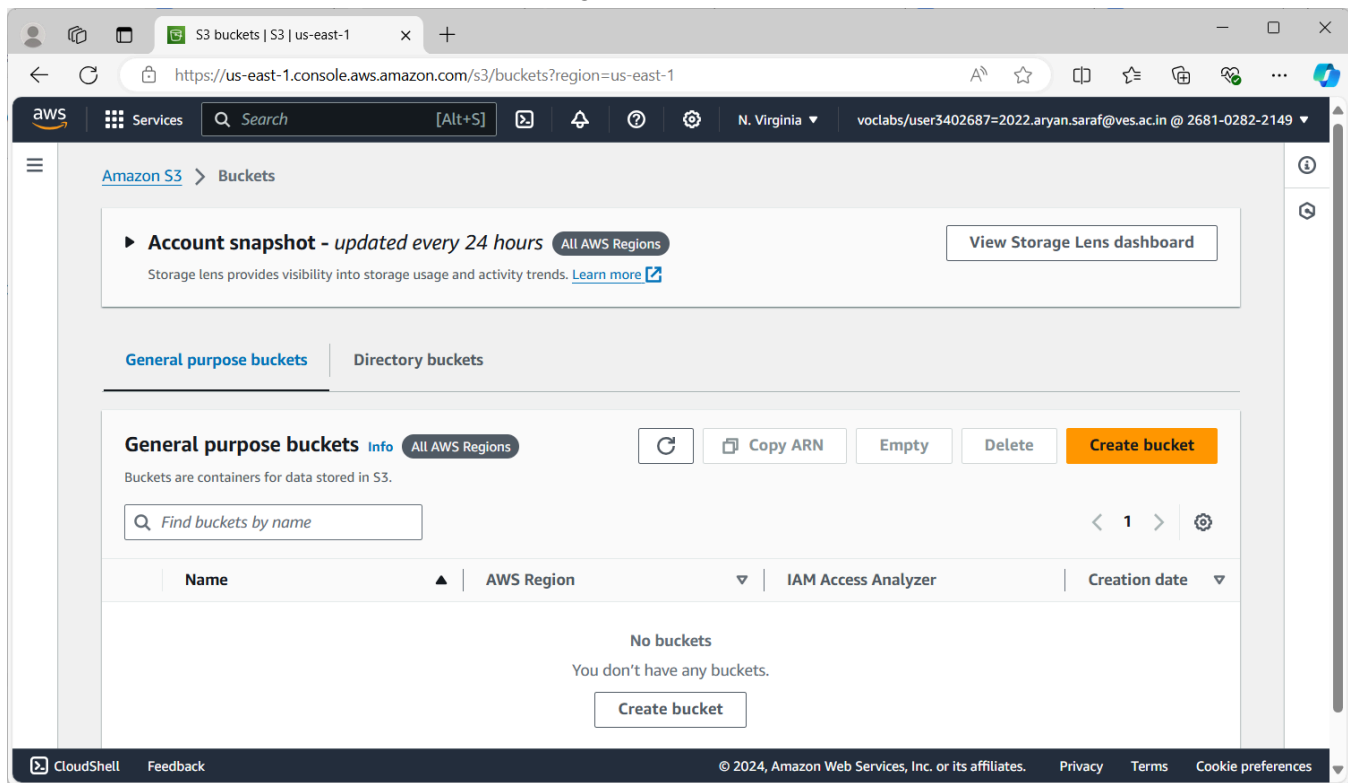 S3 buckets | S3 | us-east-1
https://us-east-1.console.aws.amazon.com/s3/buckets?region=us-east-1
aws Services Search [Alt+S] N. Virginia ▼ voclabs/user3402687=2022.aryan.saraf@ves.ac.in @ 2681-0282-2149 ▼
Amazon S3 > Buckets
Account snapshot - updated every 24 hours All AWS Regions View Storage Lens dashboard
Storage lens provides visibility into storage usage and activity trends. Learn more
General purpose buckets Directory buckets
General purpose buckets Info All AWS Regions Copy ARN Empty Delete Create bucket
Buckets are containers for data stored in S3.
Find buckets by name < 1 >
Name AWS Region IAM Access Analyzer Creation date
No buckets
You don't have any buckets.
Create bucket
CloudShell Feedback © 2024, Amazon Web Services, Inc. or its affiliates. Privacy Terms Cookie preferences